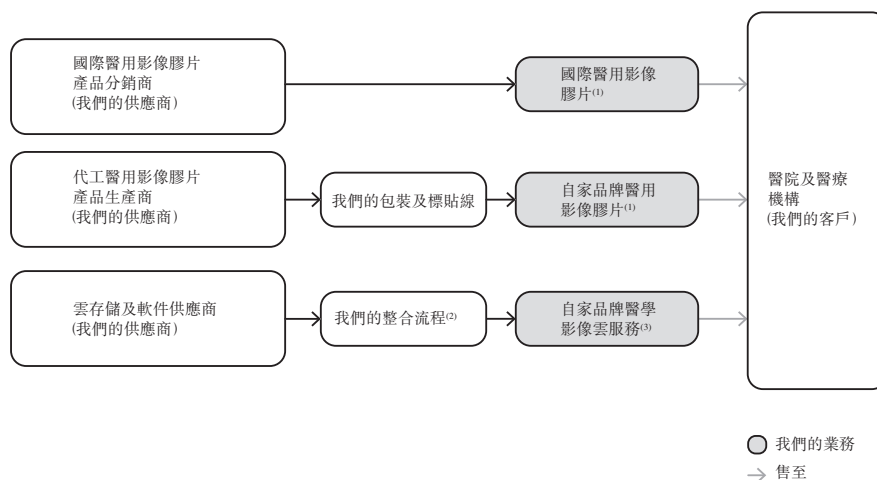 國際醫用影像膠片
產品分銷商
(我們的供應商)
國際醫用影像
膠片(1)
代工醫用影像膠片
產品生產商
(我們的供應商)
我們的包裝及標貼線
自家品牌醫用
影像膠片(1)
醫院及醫療
機構
(我們的客戶)
雲存儲及軟件供應商
(我們的供應商)
我們的整合流程(2)
自家品牌醫學
影像雲服務(3)
我們的業務
售至